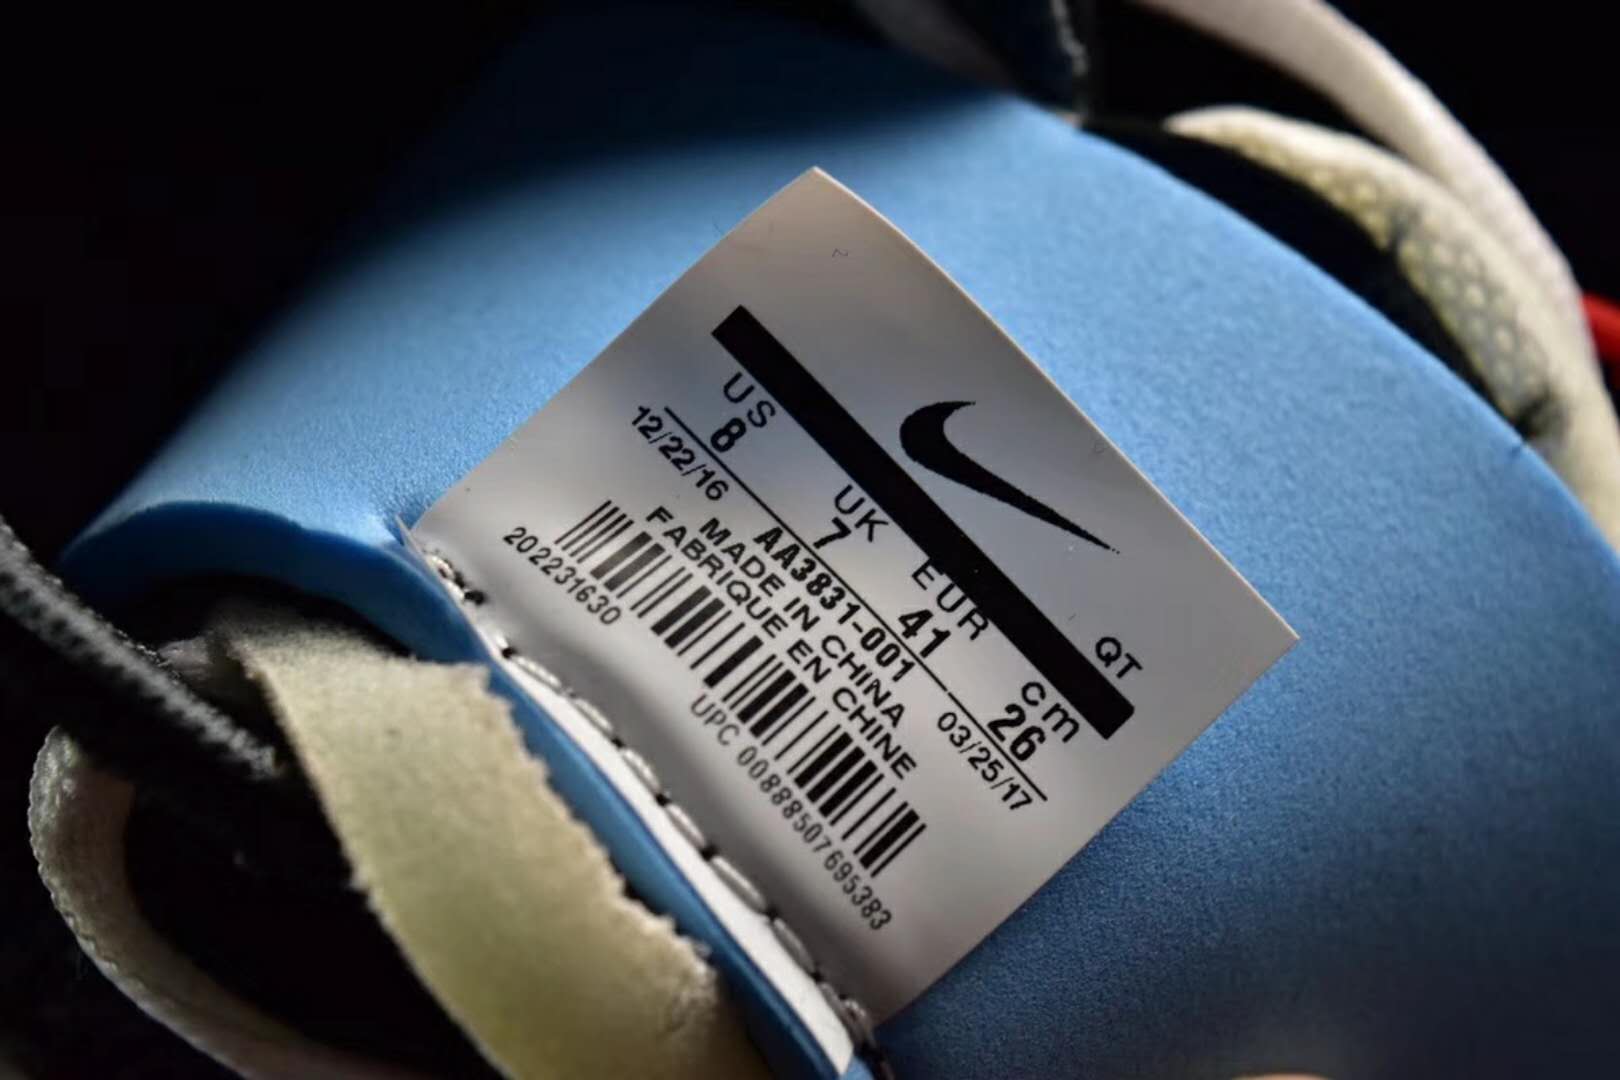 QT
US UK EUR cm
8 7 41 26
12/22/16 AA3831-001 03/25/17
MADE IN CHINA
FABRIQUE EN CHINE
202231630
UPC 00888507695383